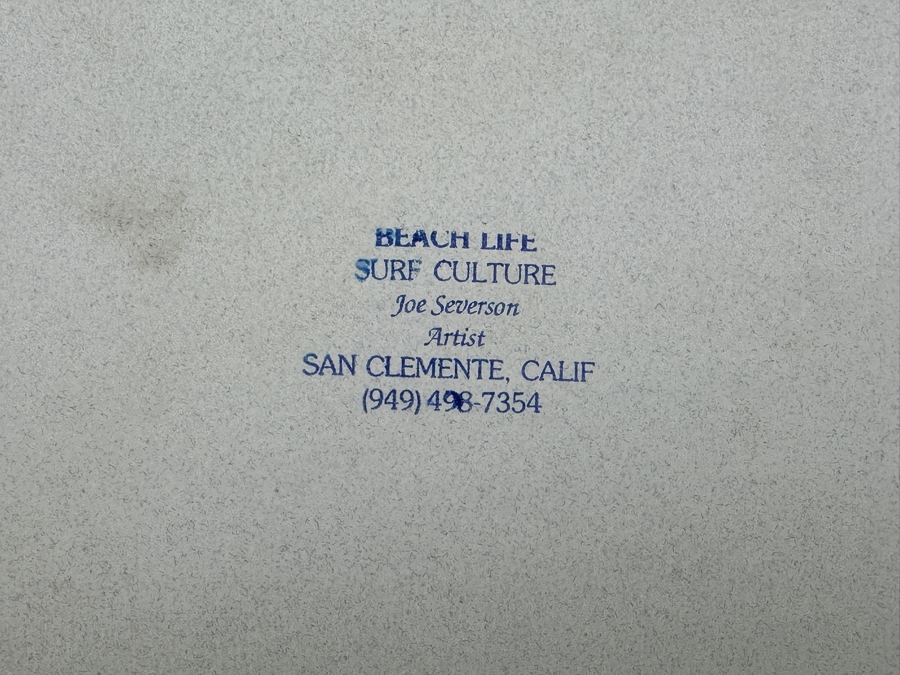 BEACH LIFE
SURF CULTURE
Joe Severson
Artist
SAN CLEMENTE, CALIF
(949) 498-7354